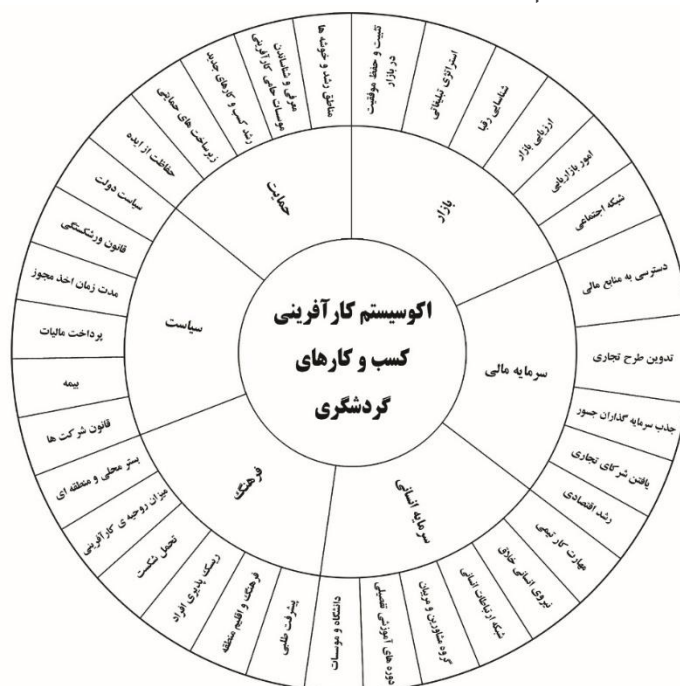 اکوسیستم کارآفرینی
کسب و کارهای
گردشگری
بازار
سرمایه مالی
سرمایه انسانی
فرهنگ
سیاست
حمایت
تثبیت و حفظ موفقیت
در بازار
استراتژی تبلیغاتی
شناسایی رقبا
ارزیابی بازار
امور بازاریابی
شبکه اجتماعی
دسترسی به منابع مالی
تدوین طرح تجاری
جذب سرمایه گذاران جسور
یافتن شرکای تجاری
رشد اقتصادی
مهارت کار تیمی
نیروی انسانی خلاق
شبکه ارتباطات انسانی
گروه مشاورین و مربیان
دوره های آموزشی تفصیلی
دانشگاه و موسسات
پیشرفت طلبی
فرهنگ و اقلیم منطقه
ریسک پذیری افراد
تحمل شکست
میزان روحیه ی کارآفرینی
بستر محلی و منطقه ای
قانون شرکت ها
بیمه
پرداخت مالیات
مدت زمان اخذ مجوز
قانون ورشکستگی
سیاست دولت
حفاظت از ایده
زیرساخت های حمایتی
رشد کسب و کارهای جدید
معرفی و شناساندن
موسسات حامی کارآفرینی
مناطق رشد و خوشه ها